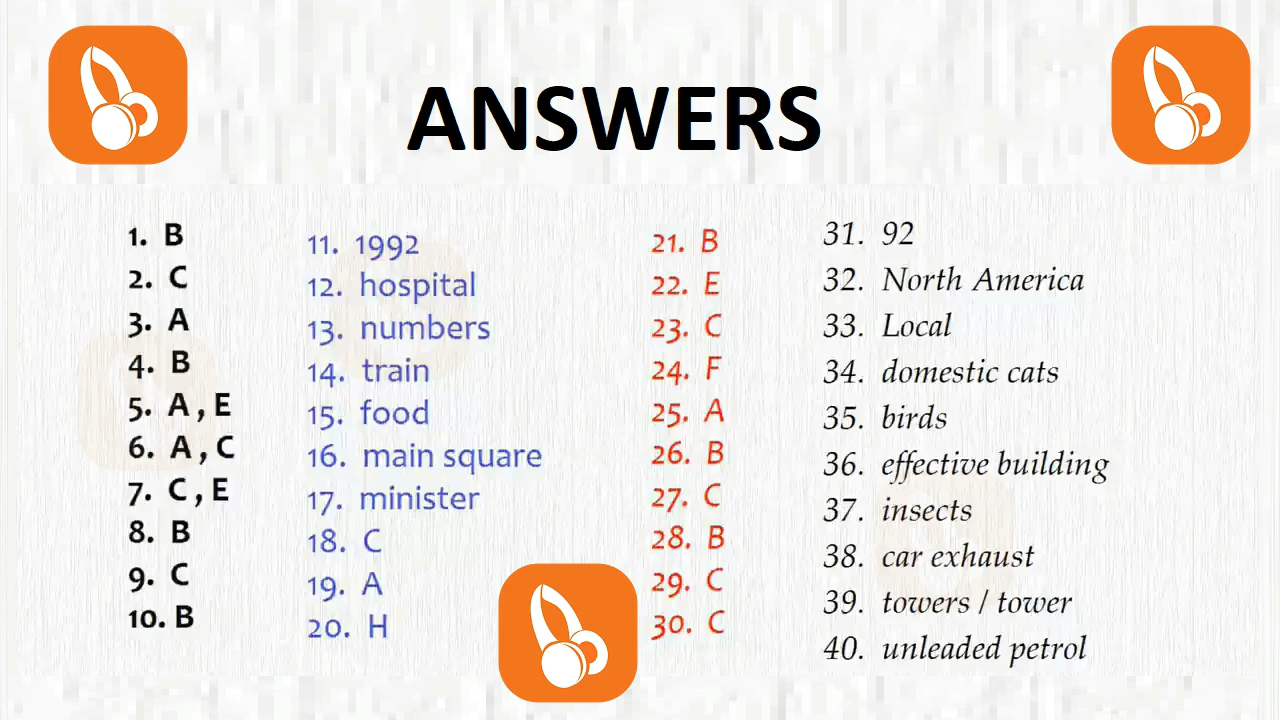 ANSWERS
1. B
2. C
3. A
4. B
5. A , E
6. A , C
7. C , E
8. B
9. C
10. B
11. 1992
12. hospital
13. numbers
14. train
15. food
16. main square
17. minister
18. C
19. A
20. H
21. B
22. E
23. C
24. F
25. A
26. B
27. C
28. B
29. C
30. C
31. 92
32. North America
33. Local
34. domestic cats
35. birds
36. effective building
37. insects
38. car exhaust
39. towers / tower
40. unleaded petrol